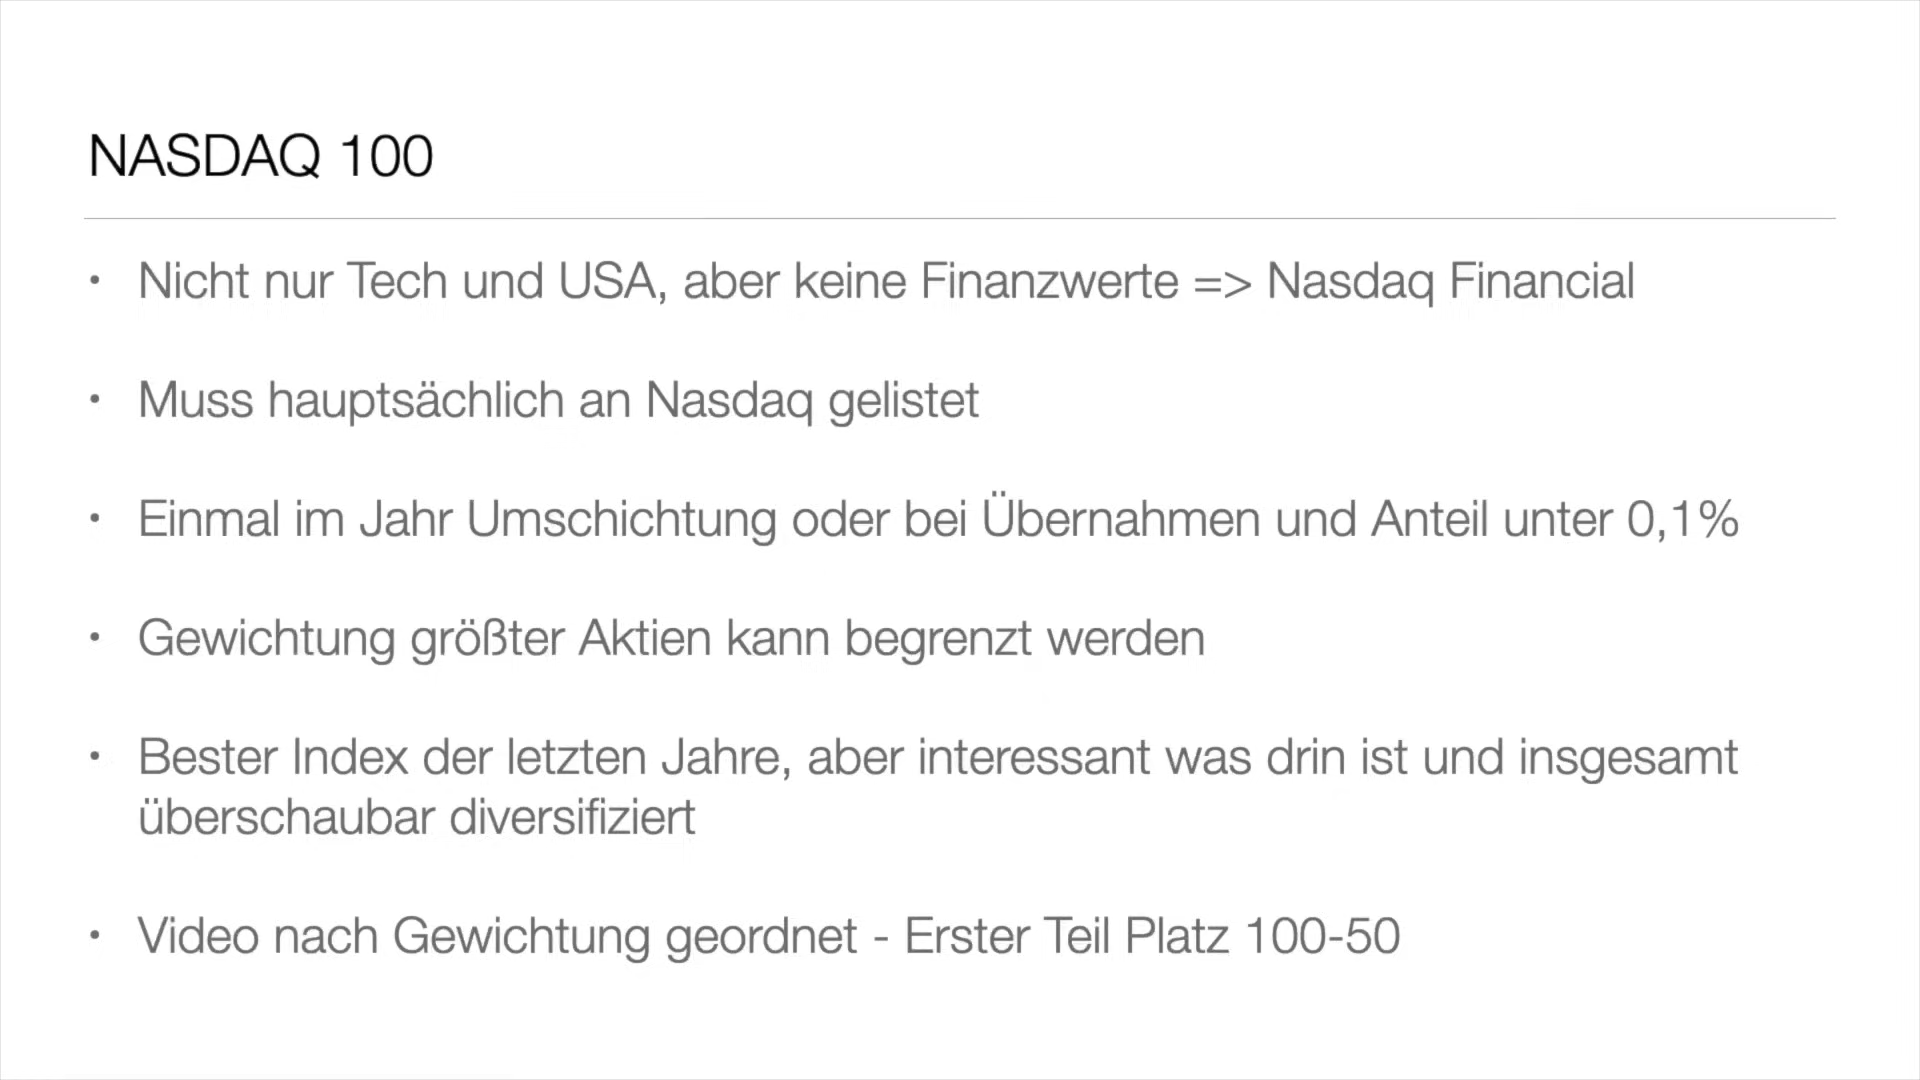 NASDAQ 100
• Nicht nur Tech und USA, aber keine Finanzwerte => Nasdaq Financial
• Muss hauptsächlich an Nasdaq gelistet
• Einmal im Jahr Umschichtung oder bei Übernahmen und Anteil unter 0,1%
• Gewichtung größter Aktien kann begrenzt werden
• Bester Index der letzten Jahre, aber interessant was drin ist und insgesamt
überschaubar diversifiziert
• Video nach Gewichtung geordnet - Erster Teil Platz 100-50